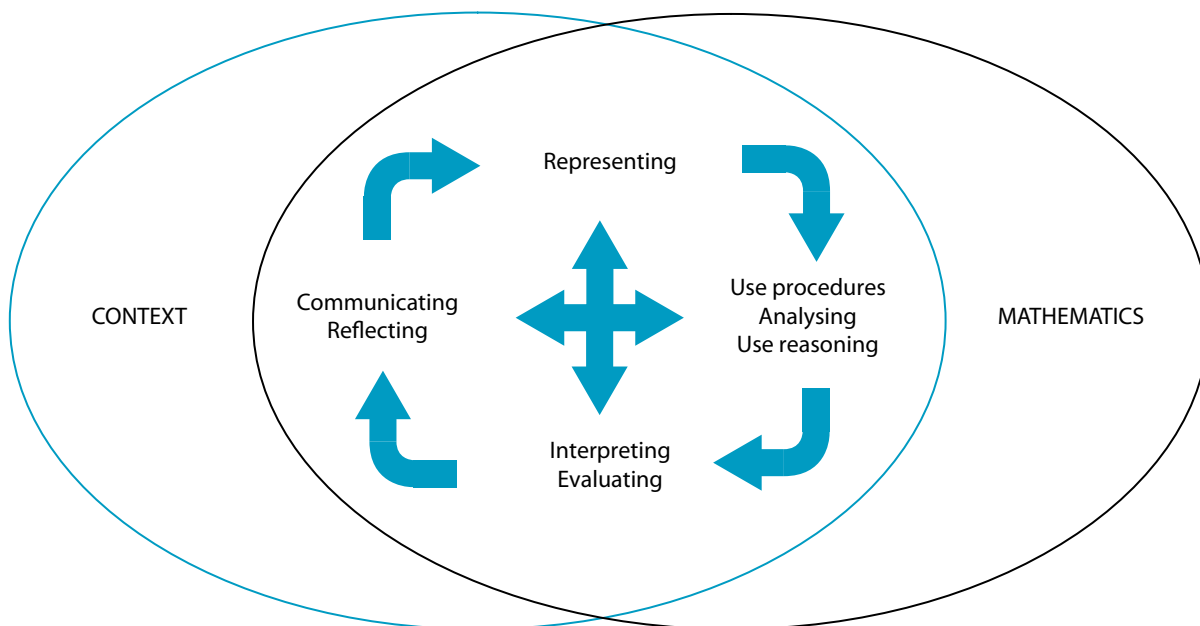 Representing
CONTEXT
Communicating
Reflecting
Use procedures
Analysing
Use reasoning
MATHEMATICS
Interpreting
Evaluating